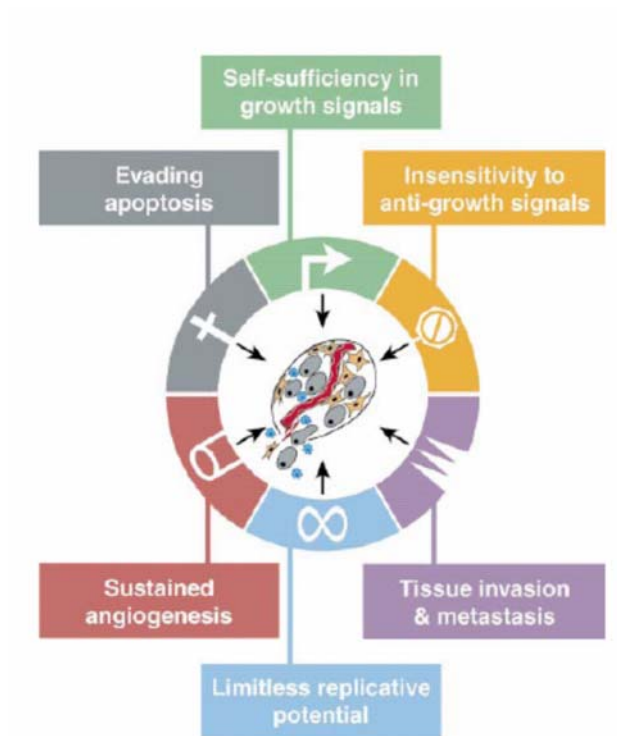 Self-sufficiency in
growth signals
Evading
apoptosis
Insensitivity to
anti-growth signals
Sustained
angiogenesis
Tissue invasion
& metastasis
Limitless replicative
potential